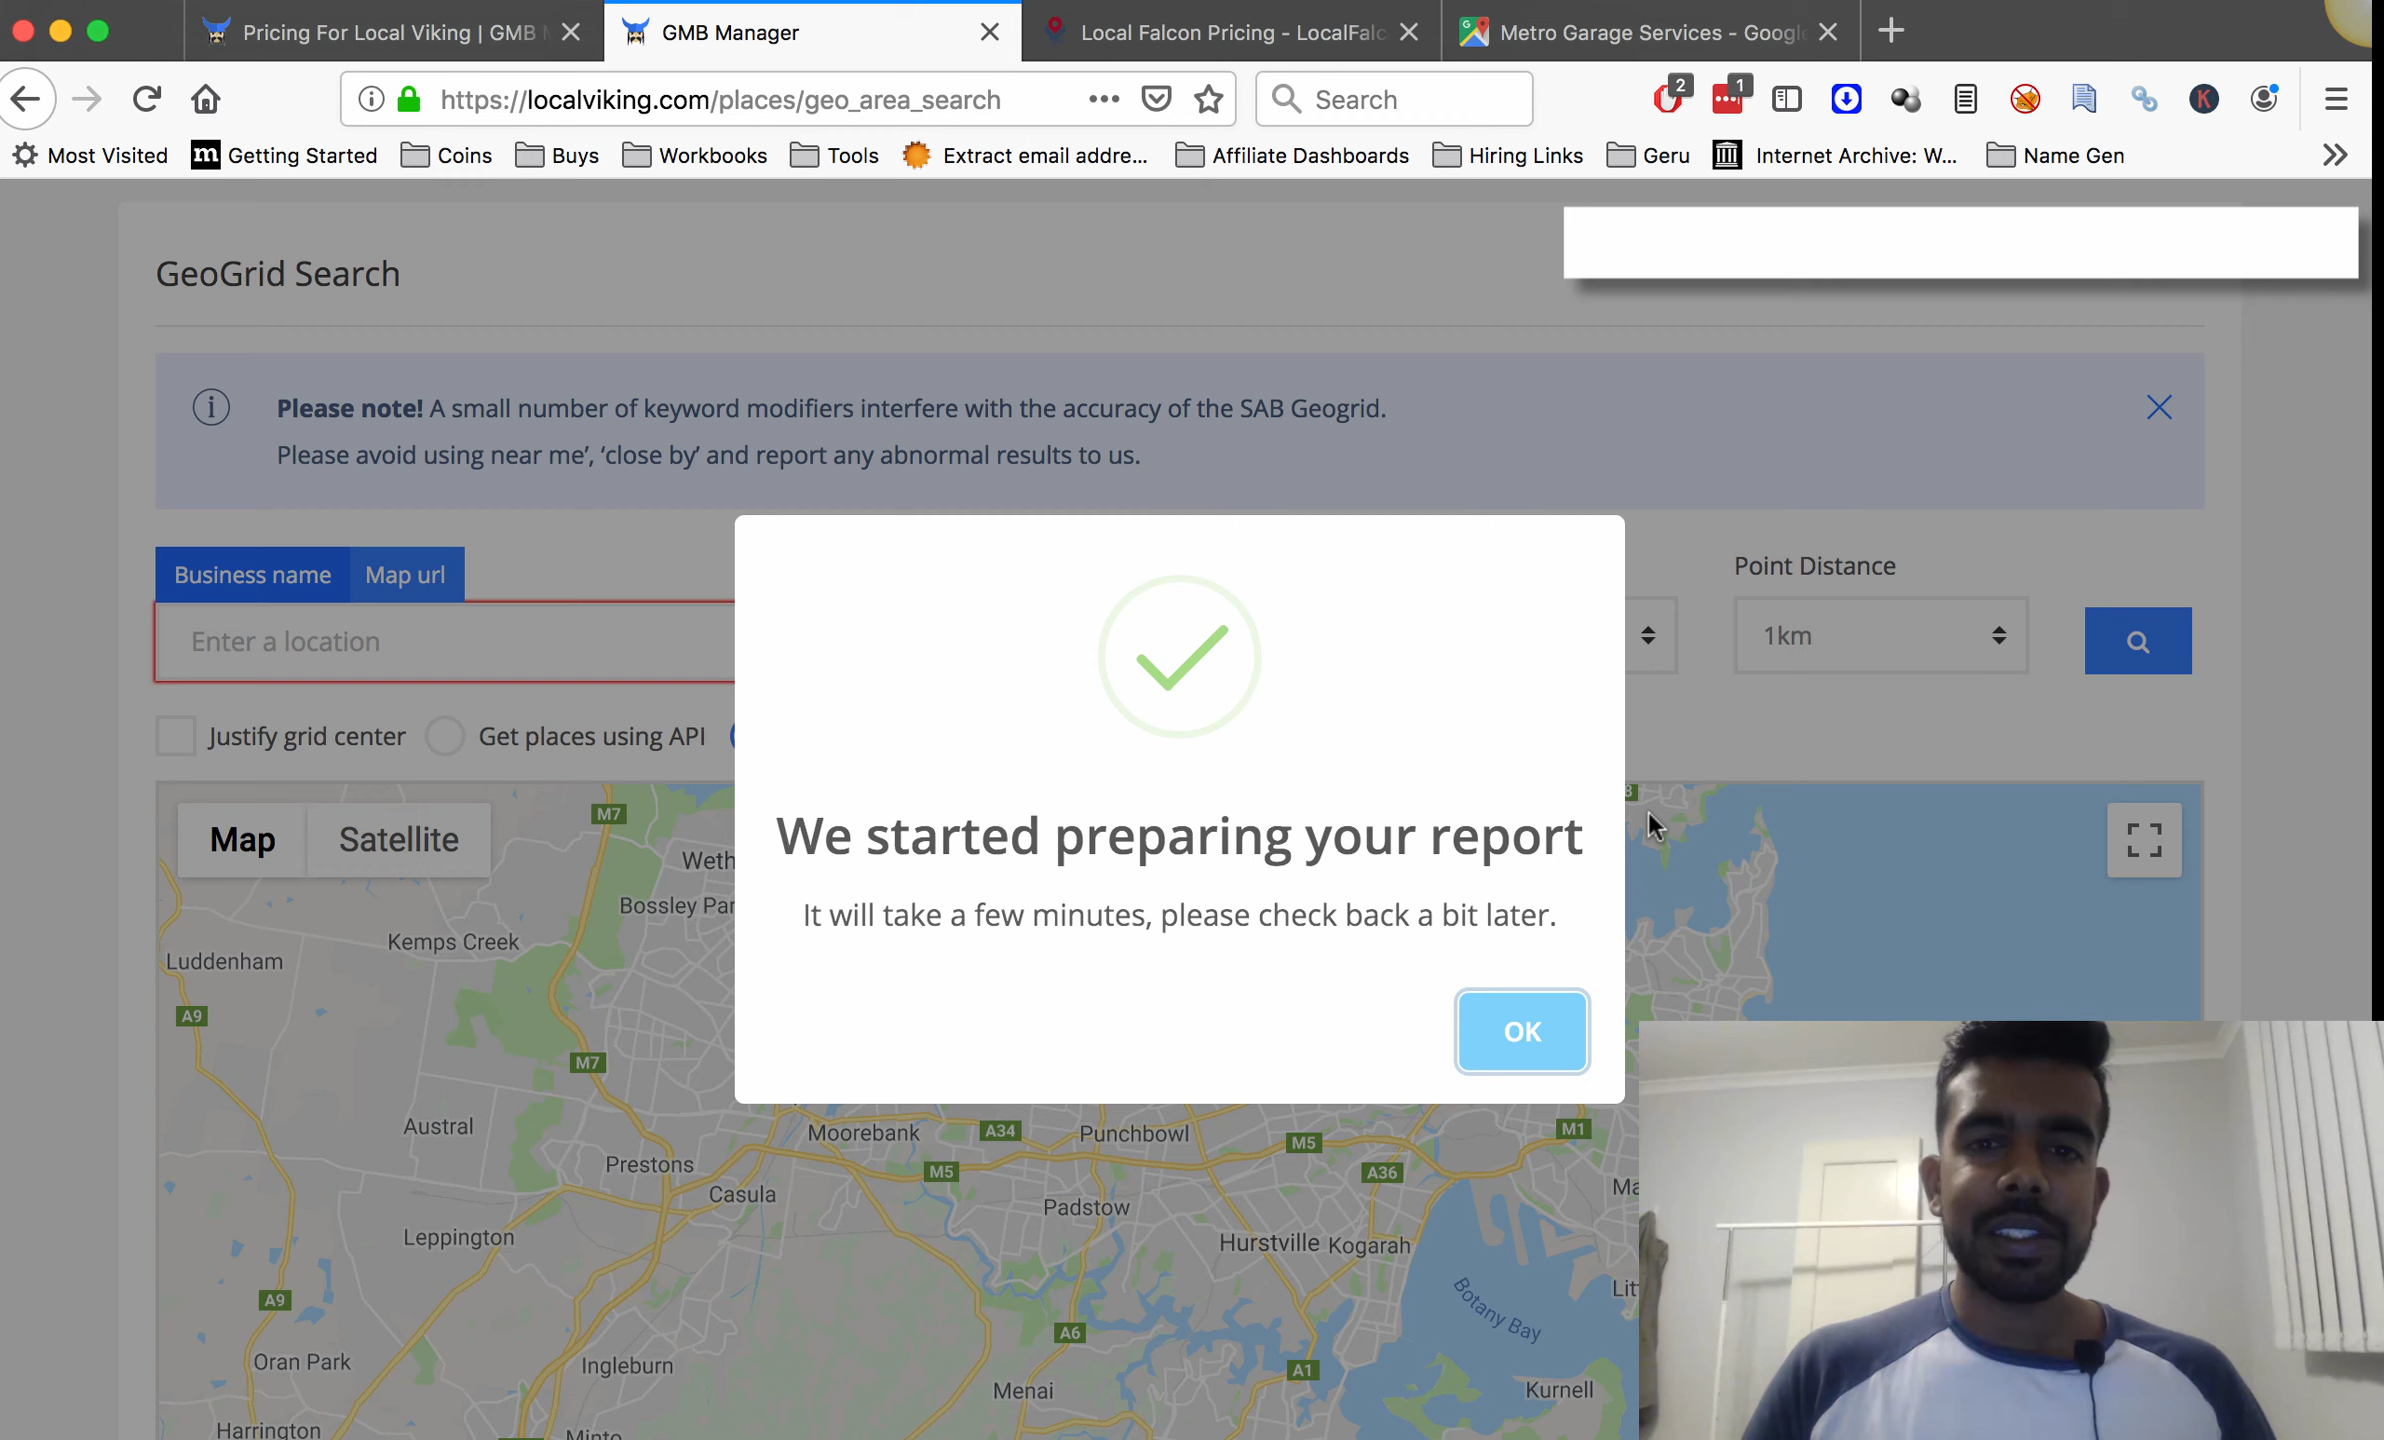 Pricing For Local Viking | GMB
GMB Manager
Local Falcon Pricing - LocalFalc
Metro Garage Services - Google
https://localviking.com/places/geo_area_search
Search
2
1
K
Most Visited
m
Getting Started
Coins
Buys
Workbooks
Tools
Extract email addre...
Affiliate Dashboards
Hiring Links
Geru
Internet Archive: W...
Name Gen
GeoGrid Search
Please note! A small number of keyword modifiers interfere with the accuracy of the SAB Geogrid.
Please avoid using near me’, ‘close by’ and report any abnormal results to us.
Business name
Map url
Point Distance
Enter a location
1km
Justify grid center
Get places using API
We started preparing your report
It will take a few minutes, please check back a bit later.
OK
Map
Satellite
M7
Weth
Bossley Par
Kemps Creek
Luddenham
A9
M7
Austral
Moorebank
A34
Punchbowl
M5
M1
Prestons
M5
A36
Casula
Padstow
Leppington
Hurstville
Kogarah
Botany Bay
A9
A6
Oran Park
Ingleburn
A1
Menai
Kurnell
Harrington
Minto